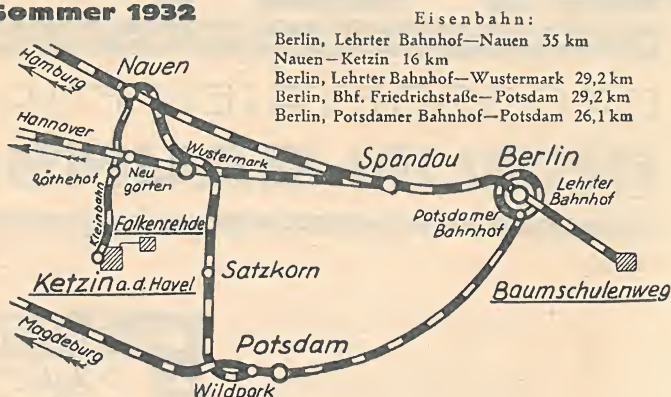 Sommer 1932
Eisenbahn:
Berlin, Lehrter Bahnhof—Nauen 35 km
Nauen—Ketzin 16 km
Berlin, Lehrter Bahnhof—Wustermark 29,2 km
Berlin, Bhf. Friedrichstaße—Potsdam 29,2 km
Berlin, Potsdamer Bahnhof—Potsdam 26,1 km
Hamburg
Nauen
Hannover
Wustermark
Spandau
Berlin
Lehrter
Bahnhof
Röthehof
Neu
garten
Kleinbahn
Falkenrehde
Potsdamer
Bahnhof
Ketzin a.d. Havel
Satzkorn
Baumschulenweg
Magdeburg
Potsdam
Wildpark